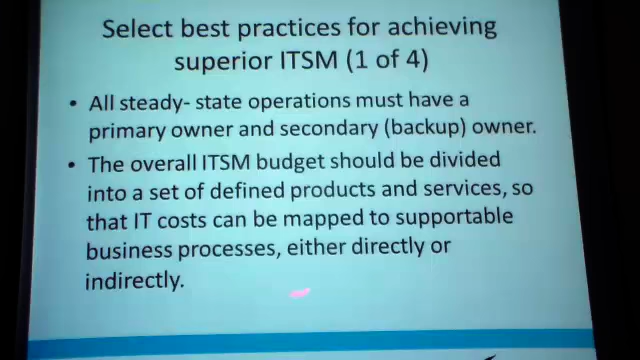 Select best practices for achieving
superior ITSM (1 of 4)
• All steady- state operations must have a
primary owner and secondary (backup) owner.
• The overall ITSM budget should be divided
into a set of defined products and services, so
that IT costs can be mapped to supportable
business processes, either directly or
indirectly.